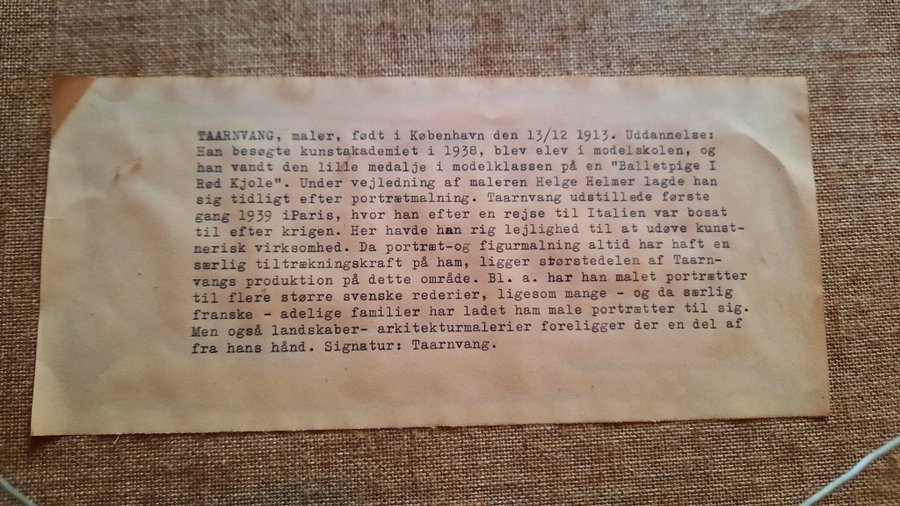 TAARNVANG, maler, født i København den 13/12 1913. Uddannelse:
Han besøgte kunstakademiet i 1938, blev elev i modelskolen, og
han vandt den lille medalje i modelklassen på en "Balletpige I
Rød Kjole". Under vejledning af maleren Helge Helmer lagde han
sig tidligt efter portrætmalning. Taarnvang udstillede første
gang 1939 iParis, hvor han efter en rejse til Italien var bosat
til efter krigen. Her havde han rig lejlighed til at udøve kunst-
nerisk virksomhed. Da portræt-og figurmalning altid har haft en
særlig tiltrækningskraft på ham, ligger størstedelen af Taarn-
vangs produktion på dette område. Bl. a. har han malet portrætter
til flere større svenske rederier, ligesom mange - og da særlig
franske - adelige familier har ladet ham male portrætter til sig.
Men også landskaber- arkitekturmalerier foreligger der en del af
fra hans hånd. Signatur: Taarnvang.